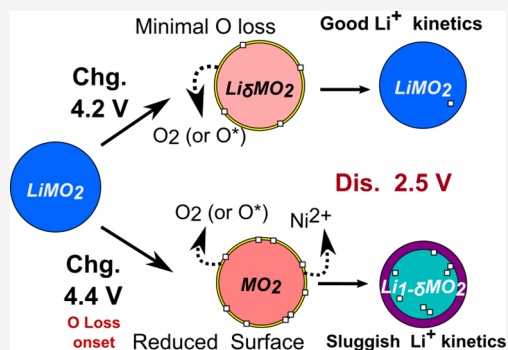 Minimal O loss
Good Li+ kinetics
Chg.
4.2 V
LiδMO2
LiMO2
O2 (or O*)
LiMO2
Dis. 2.5 V
O2 (or O*)
Ni2+
Chg.
4.4 V
MO2
Li1-δMO2
O Loss
onset
Reduced Surface
Sluggish Li+ kinetics